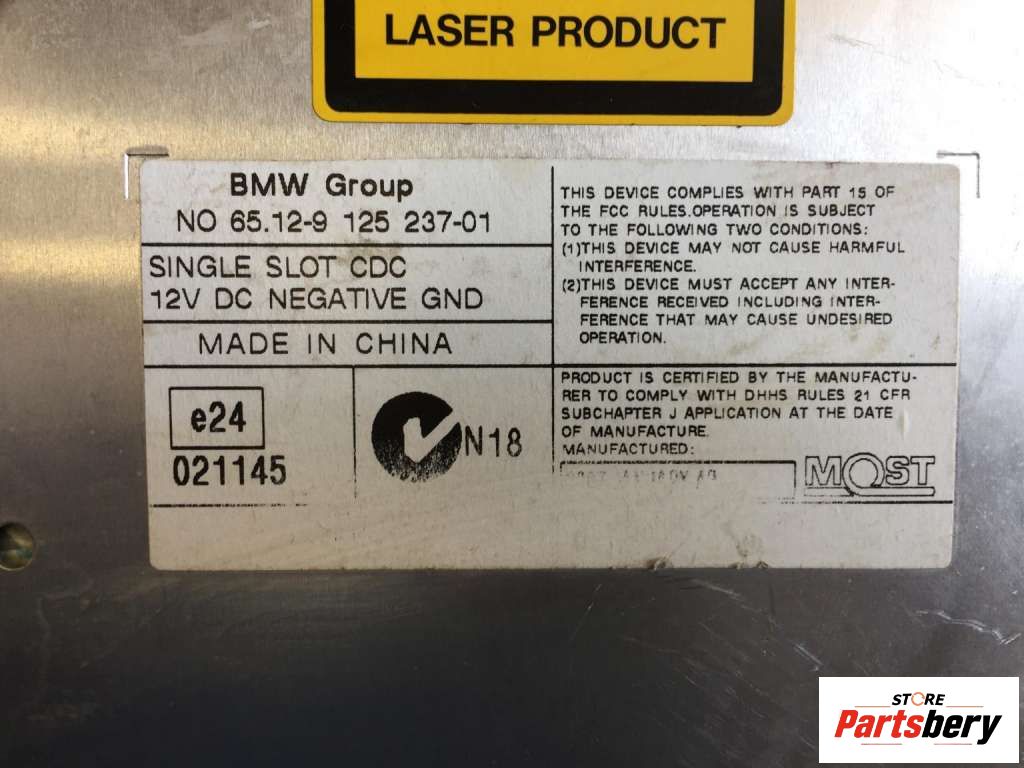 LASER PRODUCT
BMW Group
NO 65.12-9 125 237-01
SINGLE SLOT CDC
12V DC NEGATIVE GND
MADE IN CHINA
e24
021145
N18
THIS DEVICE COMPLIES WITH PART 15 OF
THE FCC RULES.OPERATION IS SUBJECT
TO THE FOLLOWING TWO CONDITIONS:
(1)THIS DEVICE MAY NOT CAUSE HARMFUL
INTERFERENCE.
(2)THIS DEVICE MUST ACCEPT ANY INTER-
FERENCE RECEIVED INCLUDING INTER-
FERENCE THAT MAY CAUSE UNDESIRED
OPERATION.
PRODUCT IS CERTIFIED BY THE MANUFACTU-
RER TO COMPLY WITH DHHS RULES 21 CFR
SUBCHAPTER J APPLICATION AT THE DATE
OF MANUFACTURE.
MANUFACTURED:
MOST
STORE
Partsbery